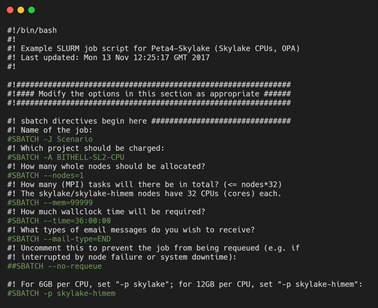 #!/bin/bash
#!
#! Example SLURM job script for Peta4-Skylake (Skylake CPUs, OPA)
#! Last updated: Mon 13 Nov 12:25:17 GMT 2017
#!
#!#############################################################
#!#### Modify the options in this section as appropriate ######
#!#############################################################
#! sbatch directives begin here ###############################
#! Name of the job:
#SBATCH -J Scenario
#! Which project should be charged:
#SBATCH -A BITHELL-SL2-CPU
#! How many whole nodes should be allocated?
#SBATCH --nodes=1
#! How many (MPI) tasks will there be in total? (<= nodes*32)
#! The skylake/skylake-himem nodes have 32 CPUs (cores) each.
#SBATCH --mem=99999
#! How much wallclock time will be required?
#SBATCH --time=36:00:00
#! What types of email messages do you wish to receive?
#SBATCH --mail-type=END
#! Uncomment this to prevent the job from being requeued (e.g. if
#! interrupted by node failure or system downtime):
##SBATCH --no-requeue
#! For 6GB per CPU, set "-p skylake"; for 12GB per CPU, set "-p skylake-himem":
#SBATCH -p skylake-himem